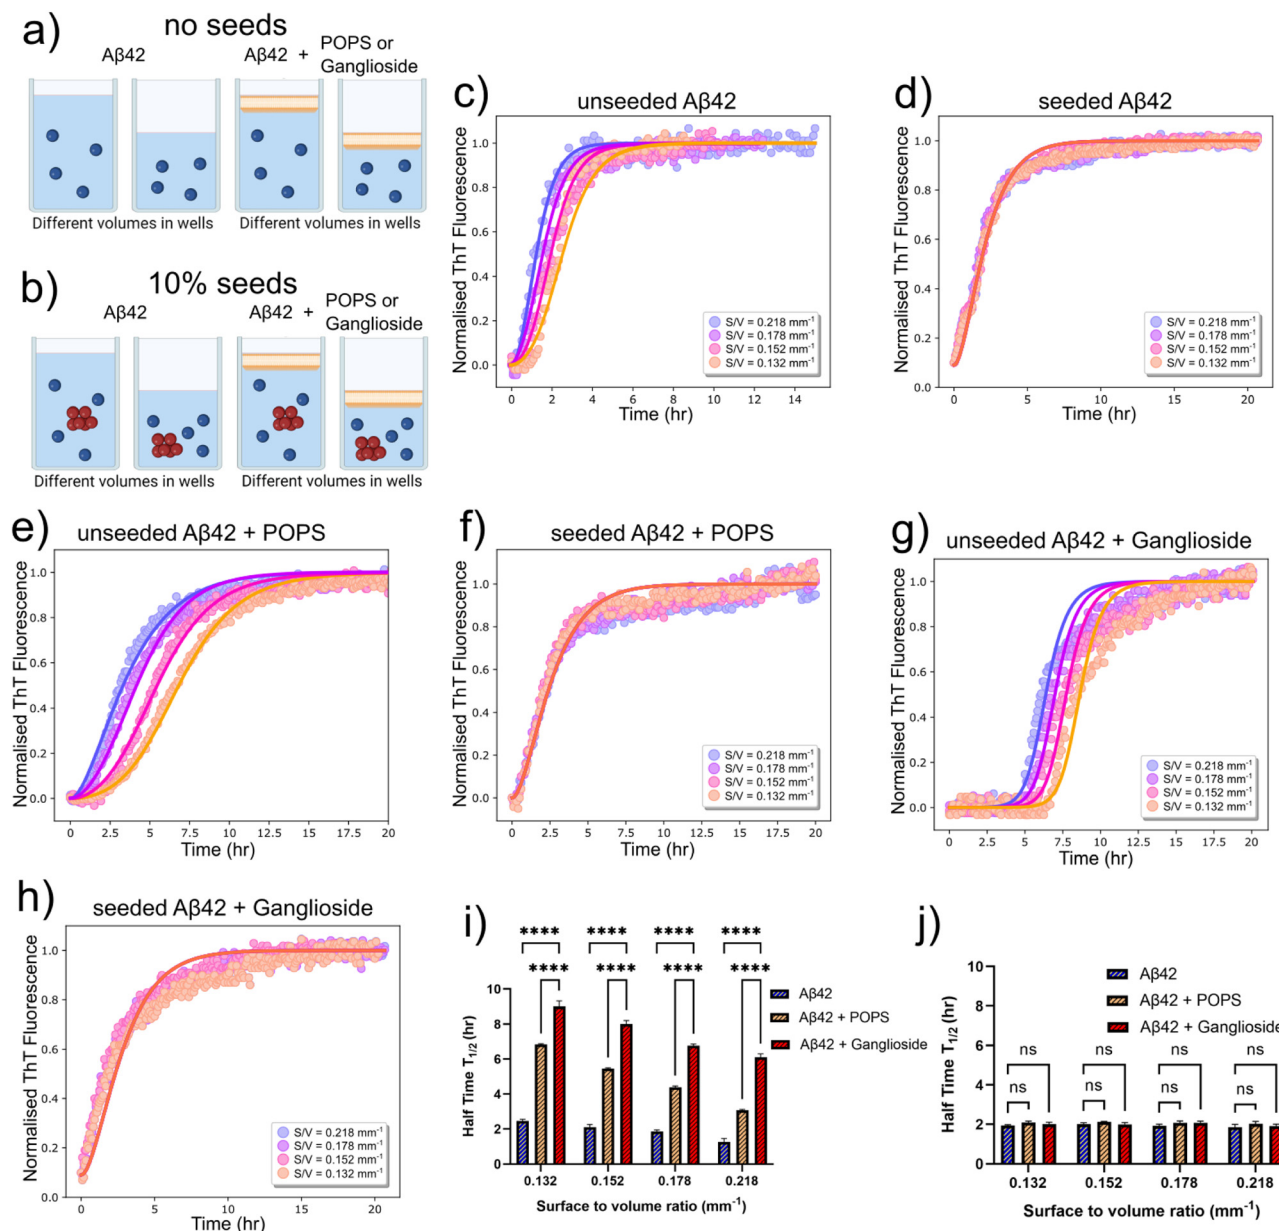 a)
no seeds
Aβ42
Aβ42 + POPS or
Ganglioside
Different volumes in wells
Different volumes in wells
b)
10% seeds
Aβ42
Aβ42 + POPS or
Ganglioside
Different volumes in wells
Different volumes in wells
c)
unseeded Aβ42
Normalised ThT Fluorescence
1.0
0.8
0.6
0.4
0.2
0.0
S/V = 0.218 mm⁻¹
S/V = 0.178 mm⁻¹
S/V = 0.152 mm⁻¹
S/V = 0.132 mm⁻¹
0 2 4 6 8 10 12 14
Time (hr)
d)
seeded Aβ42
Normalised ThT Fluorescence
1.0
0.8
0.6
0.4
0.2
0.0
S/V = 0.218 mm⁻¹
S/V = 0.178 mm⁻¹
S/V = 0.152 mm⁻¹
S/V = 0.132 mm⁻¹
0 5 10 15 20
Time (hr)
e)
unseeded Aβ42 + POPS
Normalised ThT Fluorescence
1.0
0.8
0.6
0.4
0.2
0.0
0 2.5 5 7.5 10 12.5 15 17.5 20
Time (hr)
f)
seeded Aβ42 + POPS
Normalised ThT Fluorescence
1.0
0.8
0.6
0.4
0.2
0.0
S/V = 0.218 mm⁻¹
S/V = 0.178 mm⁻¹
S/V = 0.152 mm⁻¹
S/V = 0.132 mm⁻¹
0 2.5 5 7.5 10 12.5 15 17.5 20
Time (hr)
g)
unseeded Aβ42 + Ganglioside
Normalised ThT Fluorescence
1.0
0.8
0.6
0.4
0.2
0.0
S/V = 0.218 mm⁻¹
S/V = 0.178 mm⁻¹
S/V = 0.152 mm⁻¹
S/V = 0.132 mm⁻¹
0 2.5 5 7.5 10 12.5 15 17.5 20
Time (hr)
h)
seeded Aβ42 + Ganglioside
Normalised ThT Fluorescence
1.0
0.8
0.6
0.4
0.2
0.0
S/V = 0.218 mm⁻¹
S/V = 0.178 mm⁻¹
S/V = 0.152 mm⁻¹
S/V = 0.132 mm⁻¹
0 5 10 15 20
Time (hr)
i)
**** **** **** ****
**** **** **** ****
Half Time T1/2 (hr)
10
8
6
4
2
0
Aβ42
Aβ42 + POPS
Aβ42 + Ganglioside
0.132 0.152 0.178 0.218
Surface to volume ratio (mm⁻¹)
j)
Half Time T1/2 (hr)
10
8
6
4
2
0
Aβ42
Aβ42 + POPS
Aβ42 + Ganglioside
ns ns ns ns
ns ns ns ns
0.132 0.152 0.178 0.218
Surface to volume ratio (mm⁻¹)